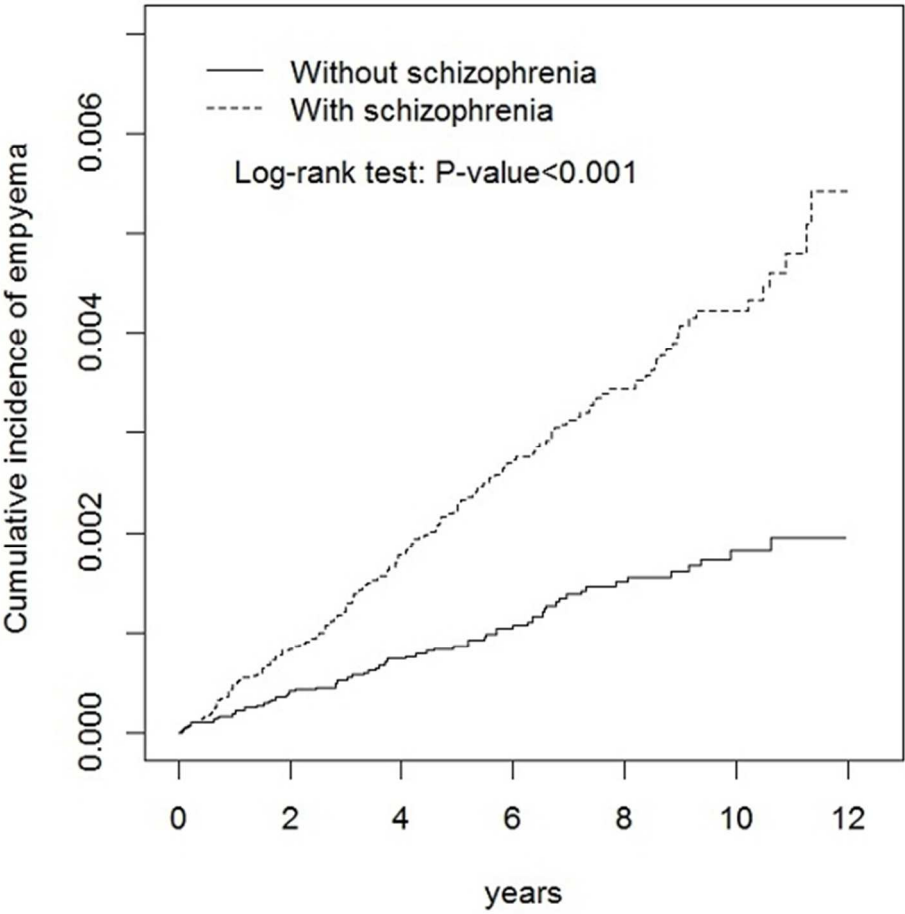 Without schizophrenia
With schizophrenia
Log-rank test: P-value<0.001
Cumulative incidence of empyema
0.006
0.004
0.002
0.000
0 2 4 6 8 10 12
years